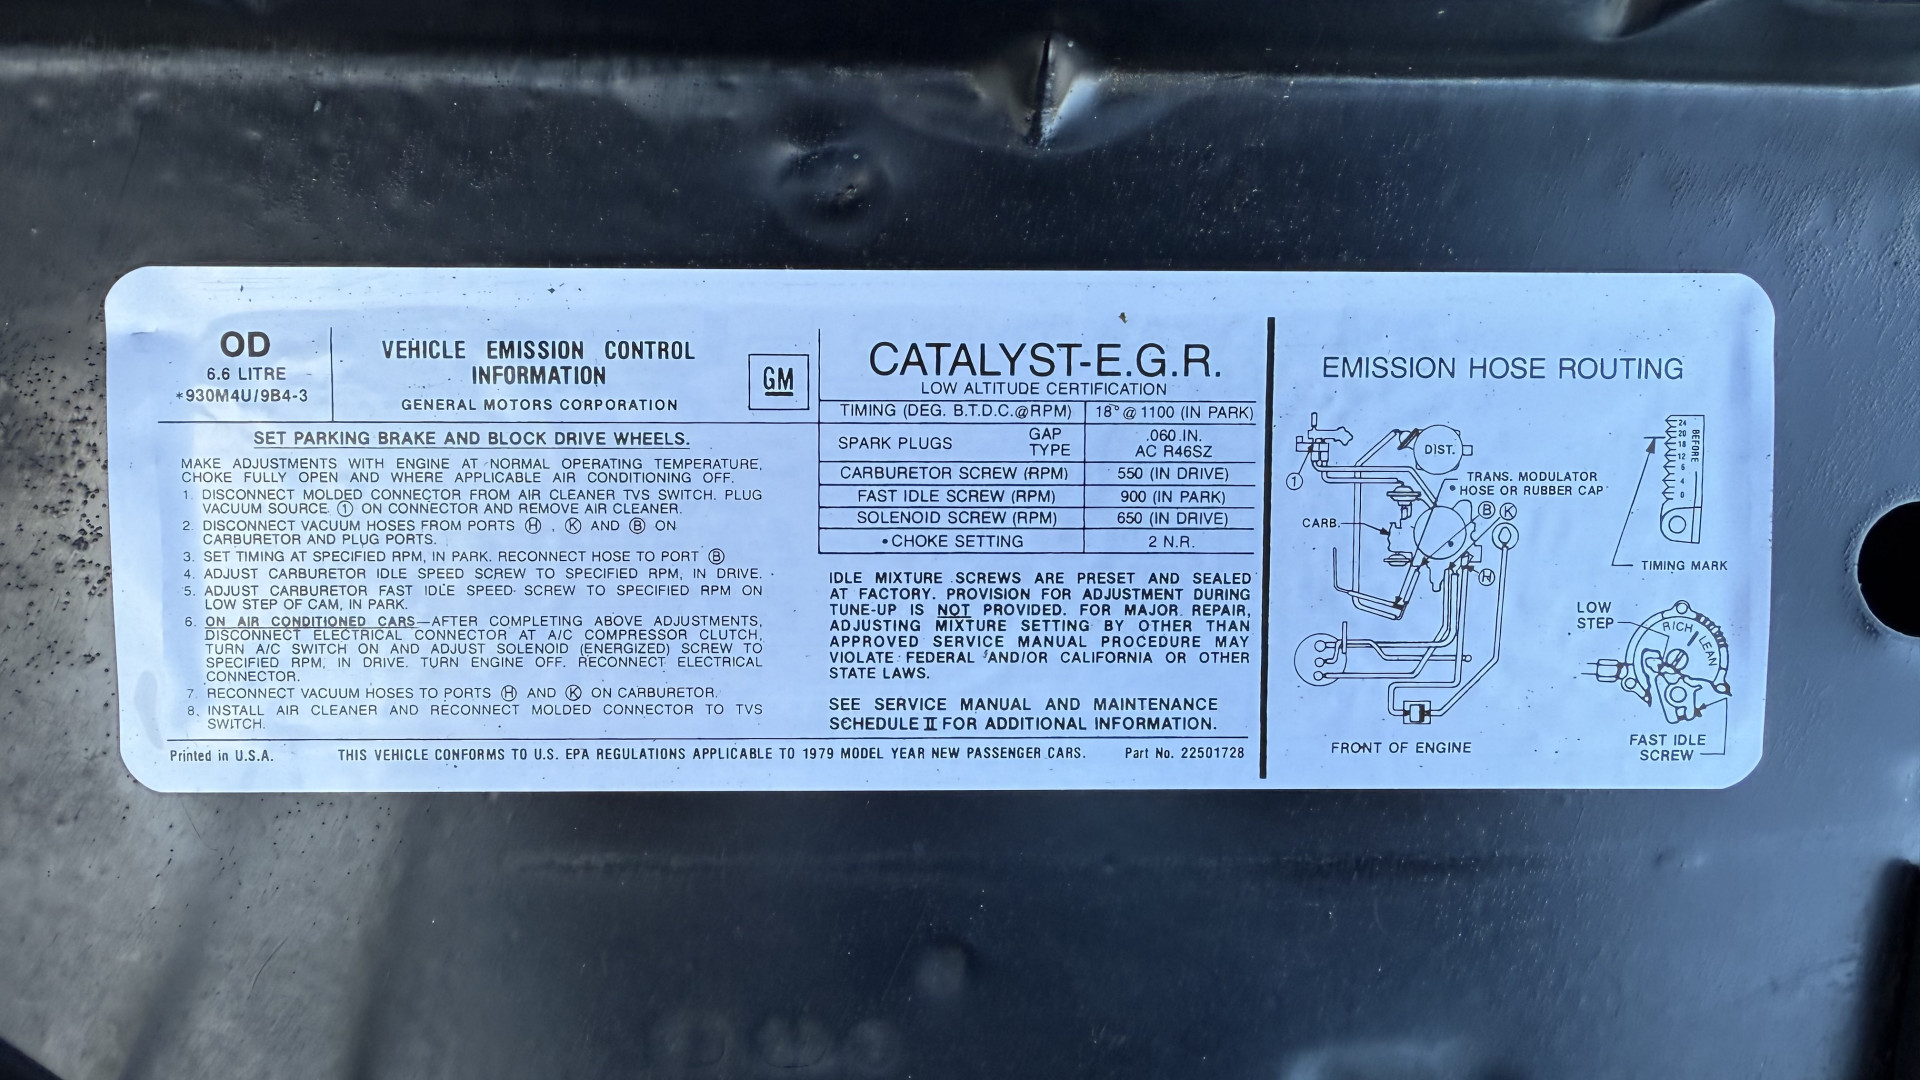 OD
6.6 LITRE
*930M4U/9B4-3
VEHICLE EMISSION CONTROL
INFORMATION
GENERAL MOTORS CORPORATION
GM
SET PARKING BRAKE AND BLOCK DRIVE WHEELS.
MAKE ADJUSTMENTS WITH ENGINE AT NORMAL OPERATING TEMPERATURE,
CHOKE FULLY OPEN AND WHERE APPLICABLE AIR CONDITIONING OFF.
1. DISCONNECT MOLDED CONNECTOR FROM AIR CLEANER TVS SWITCH. PLUG
VACUUM SOURCE ① ON CONNECTOR AND REMOVE AIR CLEANER.
2. DISCONNECT VACUUM HOSES FROM PORTS Ⓗ, Ⓚ AND Ⓑ ON
CARBURETOR AND PLUG PORTS.
3. SET TIMING AT SPECIFIED RPM, IN PARK. RECONNECT HOSE TO PORT Ⓑ
4. ADJUST CARBURETOR IDLE SPEED SCREW TO SPECIFIED RPM, IN DRIVE.
5. ADJUST CARBURETOR FAST IDLE SPEED SCREW TO SPECIFIED RPM ON
LOW STEP OF CAM, IN PARK.
6. ON AIR CONDITIONED CARS—AFTER COMPLETING ABOVE ADJUSTMENTS,
DISCONNECT ELECTRICAL CONNECTOR AT A/C COMPRESSOR CLUTCH,
TURN A/C SWITCH ON AND ADJUST SOLENOID (ENERGIZED) SCREW TO
SPECIFIED RPM, IN DRIVE. TURN ENGINE OFF. RECONNECT ELECTRICAL
CONNECTOR.
7. RECONNECT VACUUM HOSES TO PORTS Ⓗ AND Ⓚ ON CARBURETOR.
8. INSTALL AIR CLEANER AND RECONNECT MOLDED CONNECTOR TO TVS
SWITCH.
CATALYST-E.G.R.
LOW ALTITUDE CERTIFICATION
TIMING (DEG. B.T.D.C.@RPM) 18°@1100 (IN PARK)
SPARK PLUGS GAP .060 IN.
TYPE AC R46SZ
CARBURETOR SCREW (RPM) 550 (IN DRIVE)
FAST IDLE SCREW (RPM) 900 (IN PARK)
SOLENOID SCREW (RPM) 650 (IN DRIVE)
•CHOKE SETTING 2 N.R.
IDLE MIXTURE SCREWS ARE PRESET AND SEALED
AT FACTORY. PROVISION FOR ADJUSTMENT DURING
TUNE-UP IS NOT PROVIDED. FOR MAJOR REPAIR,
ADJUSTING MIXTURE SETTING BY OTHER THAN
APPROVED SERVICE MANUAL PROCEDURE MAY
VIOLATE FEDERAL AND/OR CALIFORNIA OR OTHER
STATE LAWS.
SEE SERVICE MANUAL AND MAINTENANCE
SCHEDULE II FOR ADDITIONAL INFORMATION.
Printed in U.S.A. THIS VEHICLE CONFORMS TO U.S. EPA REGULATIONS APPLICABLE TO 1979 MODEL YEAR NEW PASSENGER CARS. Part No. 22501728
EMISSION HOSE ROUTING
①
DIST.
TRANS. MODULATOR
HOSE OR RUBBER CAP
Ⓑ Ⓚ
CARB.
Ⓗ
FRONT OF ENGINE
BEFORE
24
20
18
12
6
4
0
TIMING MARK
LOW
STEP
RICH
LEAN
FAST IDLE
SCREW